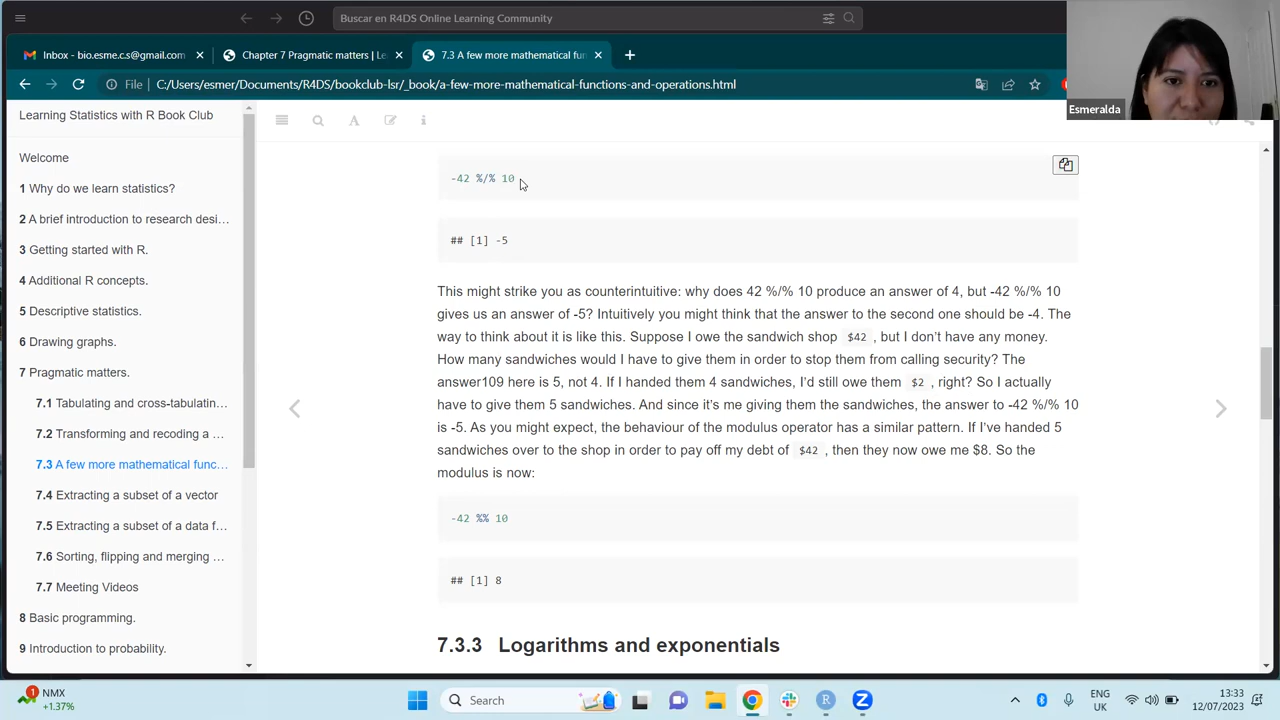 Buscar en R4DS Online Learning Community
Inbox - bio.esme.c.s@gmail.com
Chapter 7 Pragmatic matters | Le
7.3 A few more mathematical fun
File
C:/Users/esmer/Documents/R4DS/bookclub-lsr/_book/a-few-more-mathematical-functions-and-operations.html
Esmeralda
Learning Statistics with R Book Club
Welcome
1 Why do we learn statistics?
2 A brief introduction to research desi...
3 Getting started with R.
4 Additional R concepts.
5 Descriptive statistics.
6 Drawing graphs.
7 Pragmatic matters.
7.1 Tabulating and cross-tabulatin...
7.2 Transforming and recoding a ...
7.3 A few more mathematical func...
7.4 Extracting a subset of a vector
7.5 Extracting a subset of a data f...
7.6 Sorting, flipping and merging ...
7.7 Meeting Videos
8 Basic programming.
9 Introduction to probability.
-42 %/% 10
## [1] -5
This might strike you as counterintuitive: why does 42 %/% 10 produce an answer of 4, but -42 %/% 10
gives us an answer of -5? Intuitively you might think that the answer to the second one should be -4. The
way to think about it is like this. Suppose I owe the sandwich shop $42 , but I don’t have any money.
How many sandwiches would I have to give them in order to stop them from calling security? The
answer109 here is 5, not 4. If I handed them 4 sandwiches, I’d still owe them $2 , right? So I actually
have to give them 5 sandwiches. And since it’s me giving them the sandwiches, the answer to -42 %/% 10
is -5. As you might expect, the behaviour of the modulus operator has a similar pattern. If I’ve handed 5
sandwiches over to the shop in order to pay off my debt of $42 , then they now owe me $8. So the
modulus is now:
-42 %% 10
## [1] 8
7.3.3 Logarithms and exponentials
1
NMX
+1.37%
Search
ENG
UK
13:33
12/07/2023